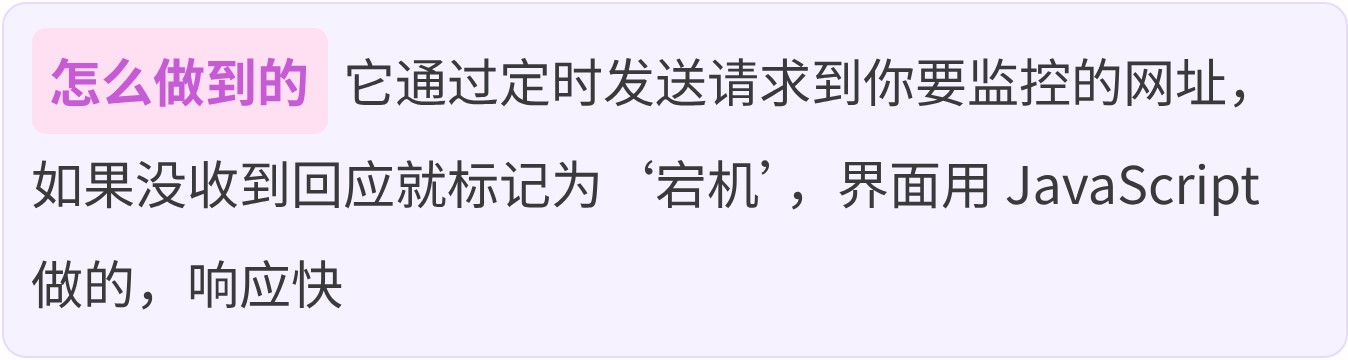 怎么做到的 它通过定时发送请求到你要监控的网址，
如果没收到回应就标记为‘宕机’，界面用 JavaScript
做的，响应快